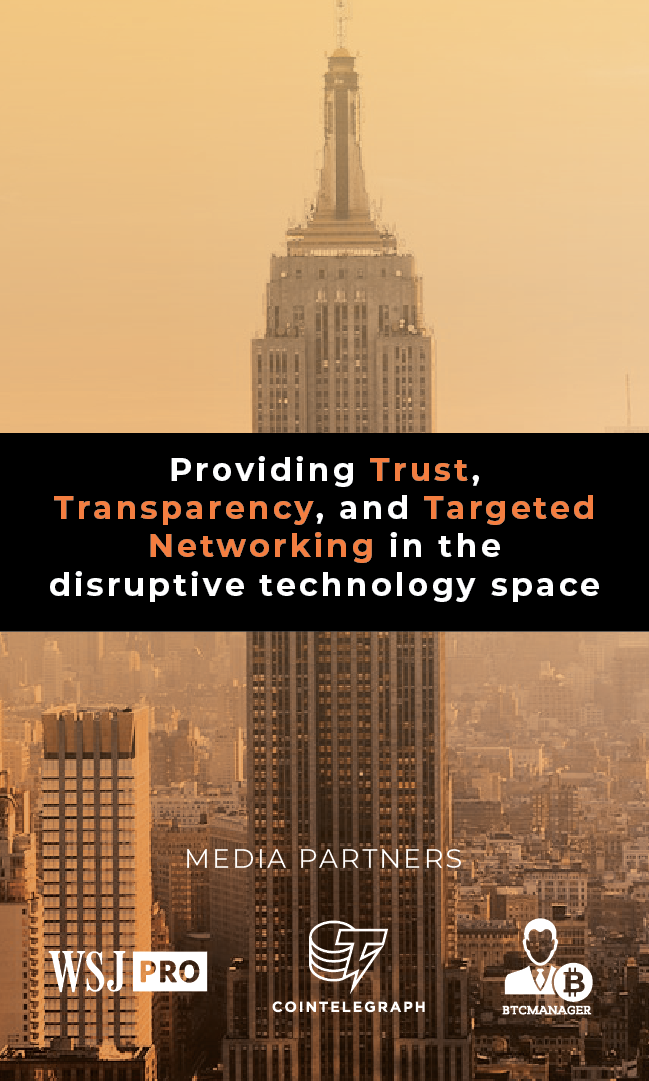 Providing Trust,
Transparency, and Targeted
Networking in the
disruptive technology space
MEDIA PARTNERS
WSJ PRO
COINTELEGRAPH
BTCMANAGER